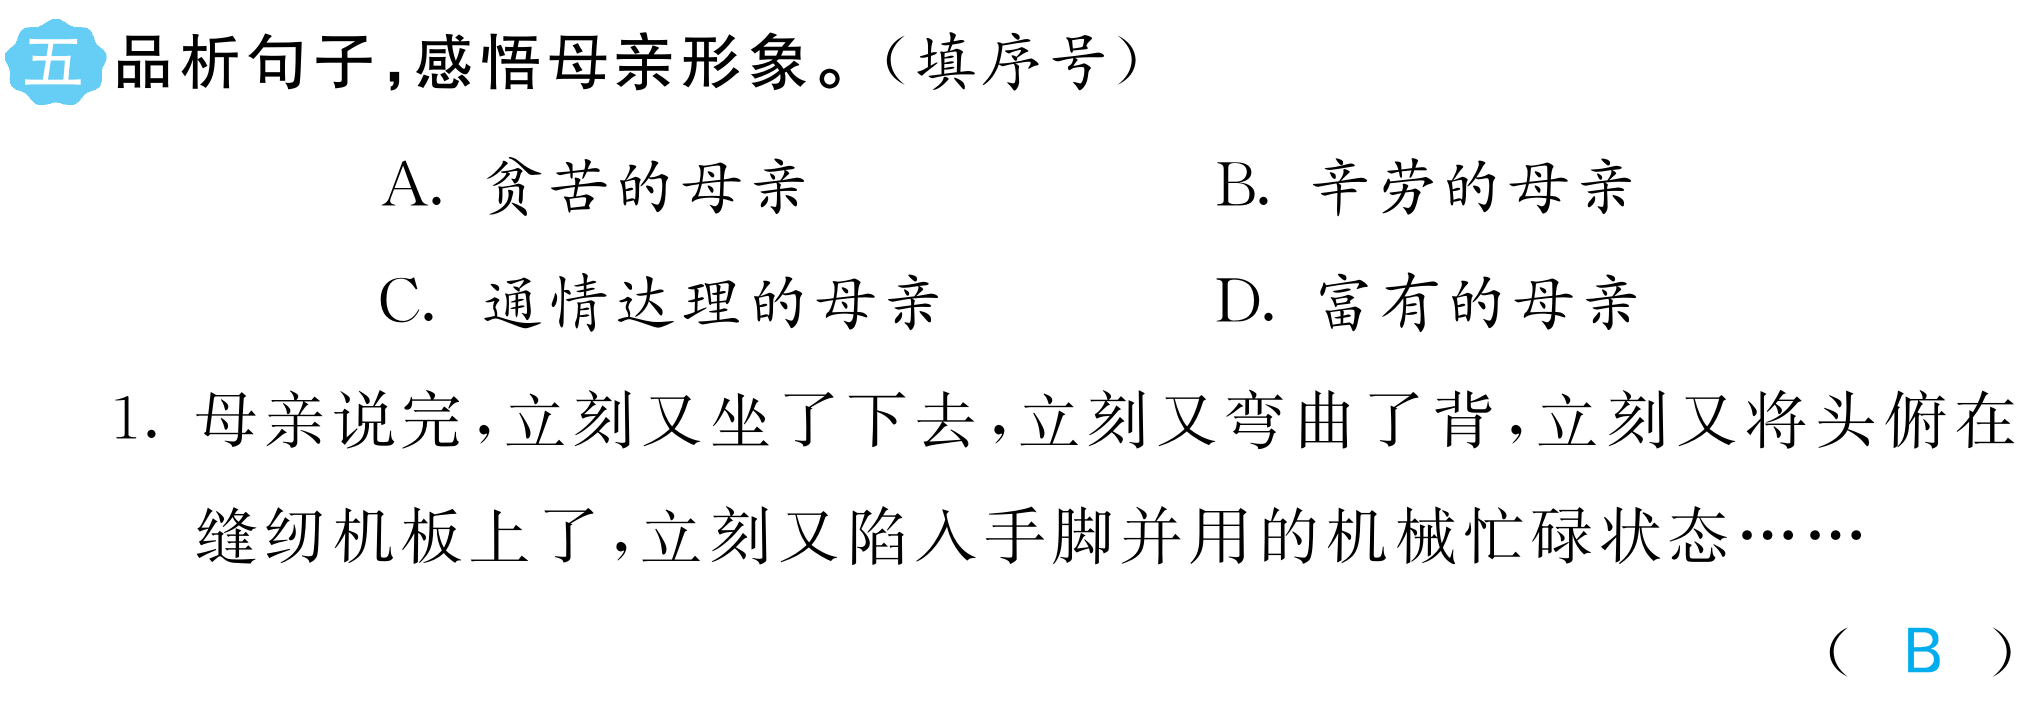 五 品析句子,感悟母亲形象。(填序号)
A. 贫苦的母亲 B. 辛劳的母亲
C. 通情达理的母亲 D. 富有的母亲
1. 母亲说完,立刻又坐了下去,立刻又弯曲了背,立刻又将头俯在
缝纫机板上了,立刻又陷入手脚并用的机械忙碌状态……
( B )